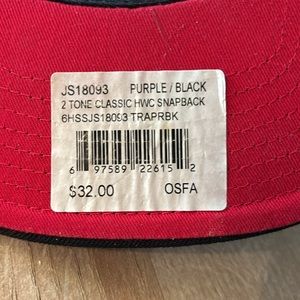 JS18093 PURPLE / BLACK
2 TONE CLASSIC HWC SNAPBACK
6HSSJS18093 TRAPRBK
6 97589 22615 2
$32.00 OSFA